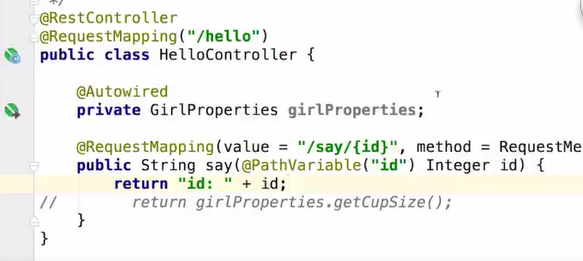 */
@RestController
@RequestMapping("/hello")
public class HelloController {
@Autowired
private GirlProperties girlProperties;
@RequestMapping(value = "/say/{id}", method = RequestMe
public String say(@PathVariable("id") Integer id) {
return "id: " + id;
// return girlProperties.getCupSize();
}
}